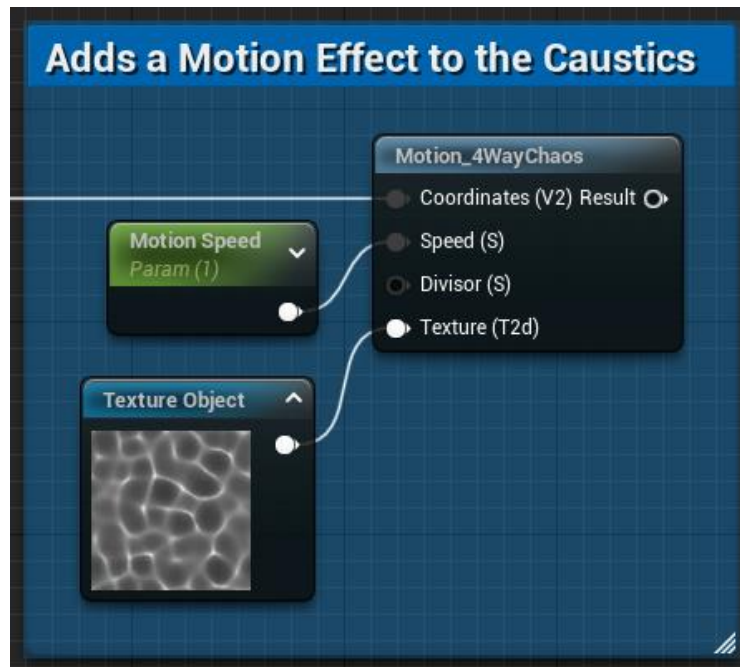 Adds a Motion Effect to the Caustics
Motion_4WayChaos
Coordinates (V2) Result
Motion Speed
Speed (S)
Param (1)
Divisor (S)
Texture (T2d)
Texture Object